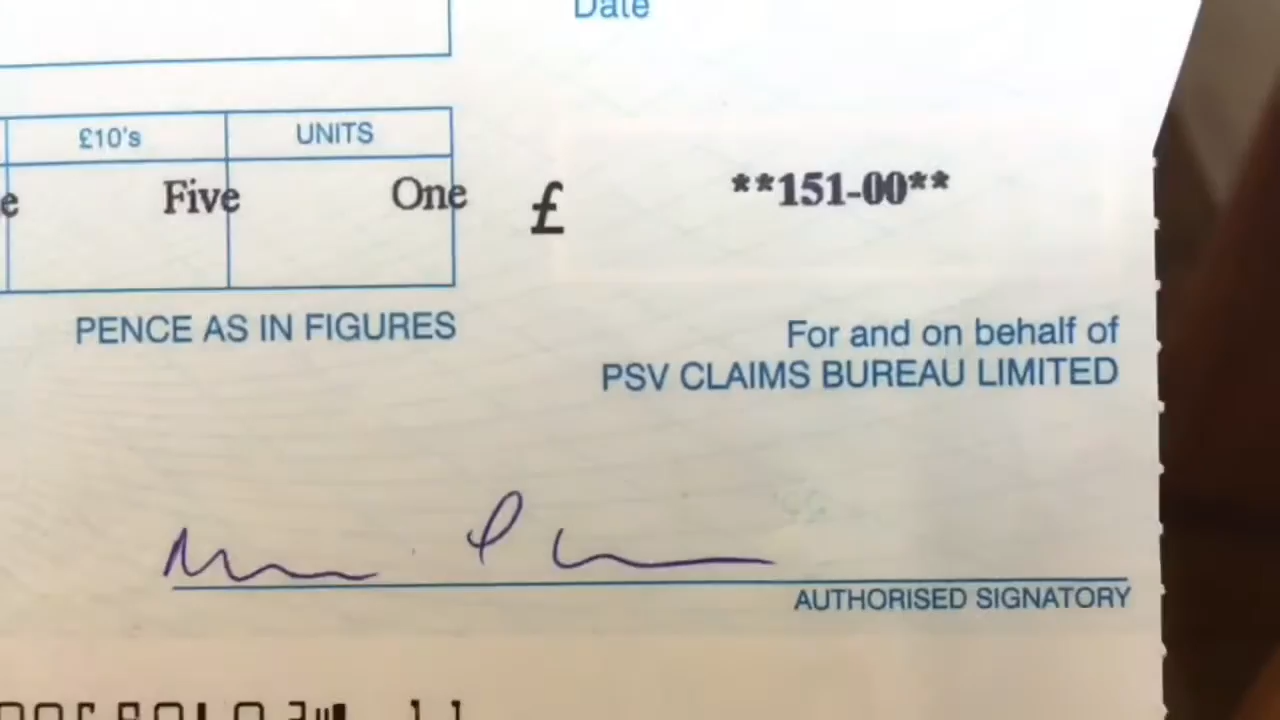 Date
£10's UNITS
e Five One £ **151-00**
PENCE AS IN FIGURES
For and on behalf of
PSV CLAIMS BUREAU LIMITED
AUTHORISED SIGNATORY